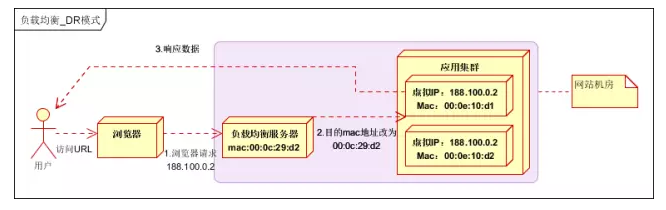 负载均衡_DR模式
3.响应数据
应用集群
虚拟IP：188.100.0.2
Mac：00:0e:10:d1
网站机房
浏览器
负载均衡服务器
mac:00:0c:29:d2
2.目的mac地址改为
00:0c:29:d2
访问URL
1.浏览器请求
188.100.0.2
用户
虚拟IP：188.100.0.2
Mac：00:0e:10:d2